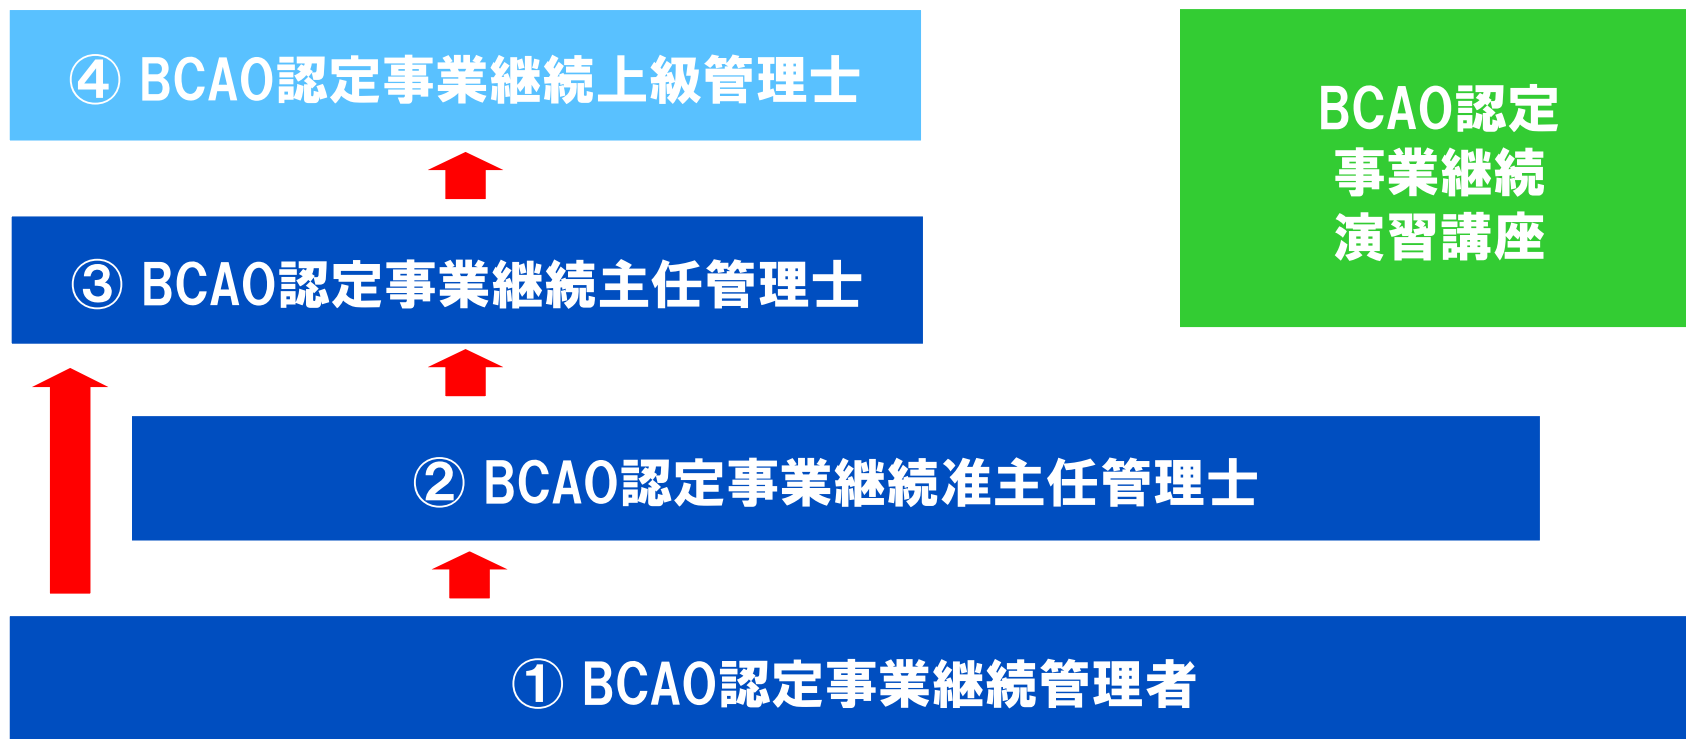 ④ BCAO認定事業継続上級管理士
BCAO認定
事業継続
演習講座
③ BCAO認定事業継続主任管理士
② BCAO認定事業継続准主任管理士
① BCAO認定事業継続管理者